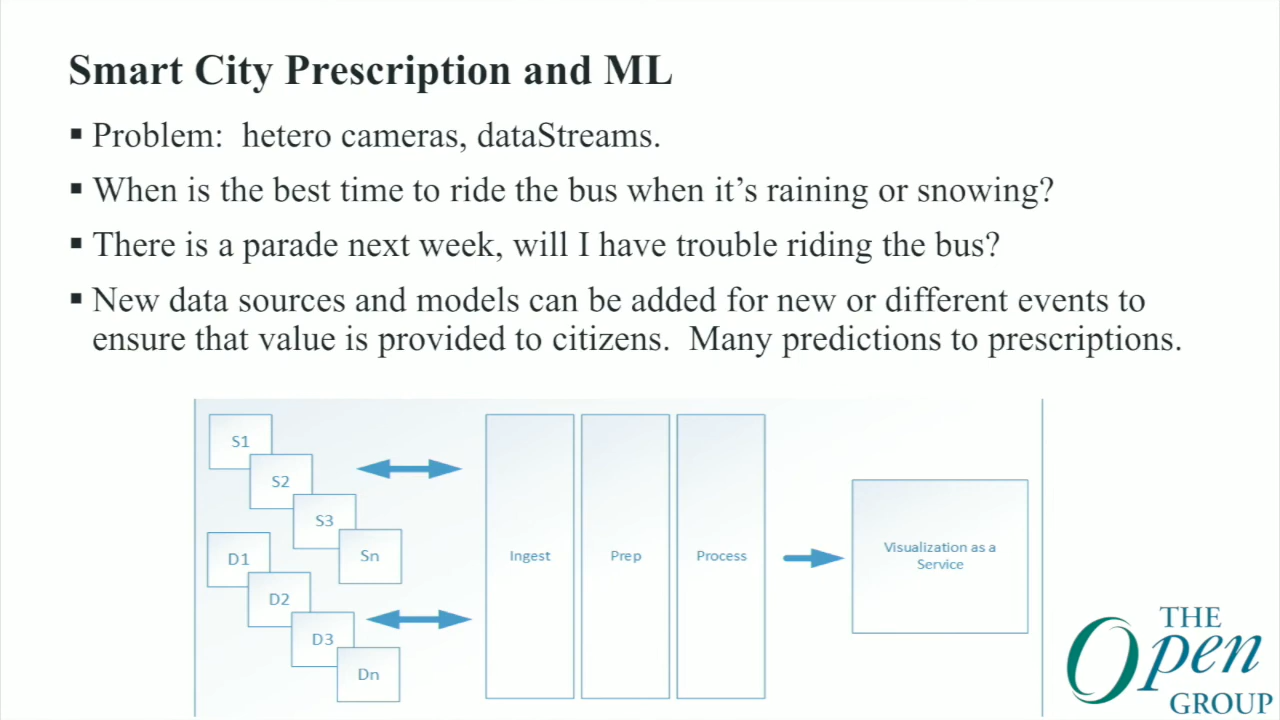 Smart City Prescription and ML
▪ Problem:  hetero cameras, dataStreams.
▪ When is the best time to ride the bus when it’s raining or snowing?
▪ There is a parade next week, will I have trouble riding the bus?
▪ New data sources and models can be added for new or different events to
ensure that value is provided to citizens.  Many predictions to prescriptions.
S1
S2
S3
Sn
D1
D2
D3
Dn
Ingest
Prep
Process
Visualization as a
Service
THE
Open
GROUP